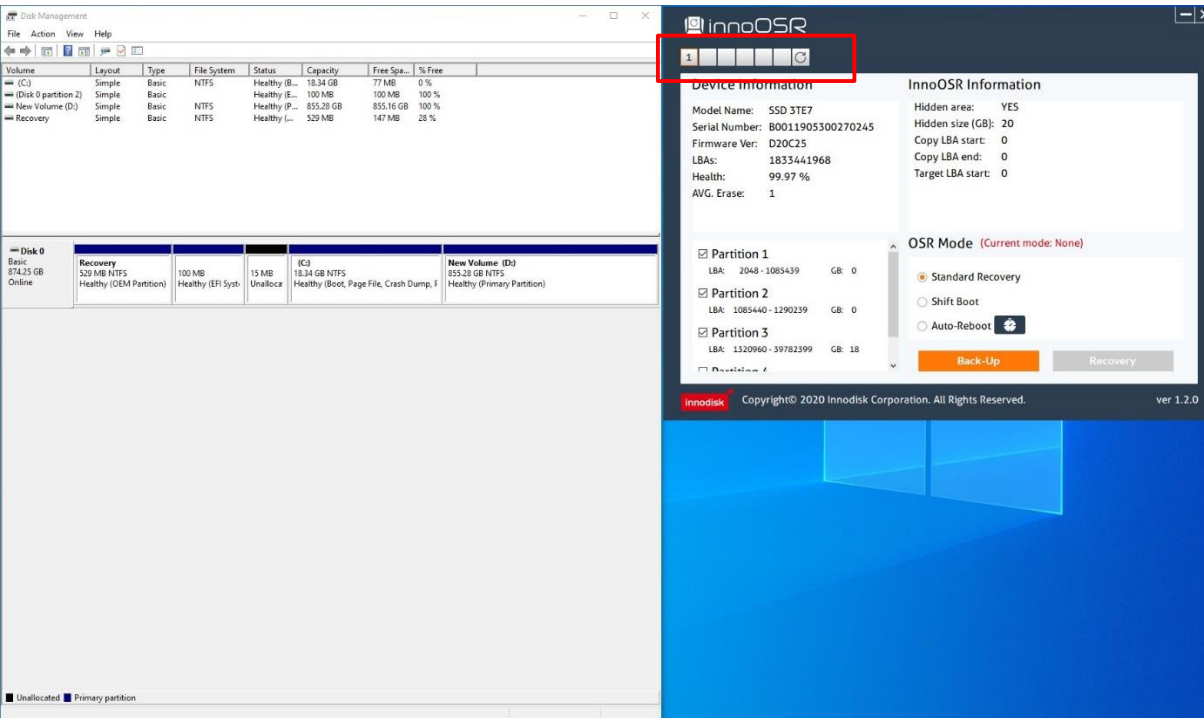 Disk Management
File Action View Help
Volume Layout Type File System Status Capacity Free Spa... % Free
(C:) Simple Basic NTFS Healthy (B... 18.34 GB 77 MB 0 %
(Disk 0 partition 2) Simple Basic Healthy (E... 100 MB 100 MB 100 %
New Volume (D:) Simple Basic NTFS Healthy (P... 855.28 GB 855.16 GB 100 %
Recovery Simple Basic NTFS Healthy (... 529 MB 147 MB 28 %
Disk 0
Basic
874.25 GB
Online
Recovery
529 MB NTFS
Healthy (OEM Partition)
100 MB
Healthy (EFI Syst
15 MB
Unalloca
(C:)
18.34 GB NTFS
Healthy (Boot, Page File, Crash Dump, F
New Volume (D:)
855.28 GB NTFS
Healthy (Primary Partition)
Unallocated Primary partition
innoOSR
1
Device Information
Model Name: SSD 3TE7
Serial Number: B0011905300270245
Firmware Ver: D20C25
LBAs: 1833441968
Health: 99.97 %
AVG. Erase: 1
InnoOSR Information
Hidden area: YES
Hidden size (GB): 20
Copy LBA start: 0
Copy LBA end: 0
Target LBA start: 0
Partition 1
LBA: 2048 - 1085439 GB: 0
Partition 2
LBA: 1085440 - 1290239 GB: 0
Partition 3
LBA: 1320960 - 39782399 GB: 18
Partition 4
OSR Mode (Current mode: None)
Standard Recovery
Shift Boot
Auto-Reboot
Back-Up Recovery
innodisk Copyright© 2020 Innodisk Corporation. All Rights Reserved. ver 1.2.0